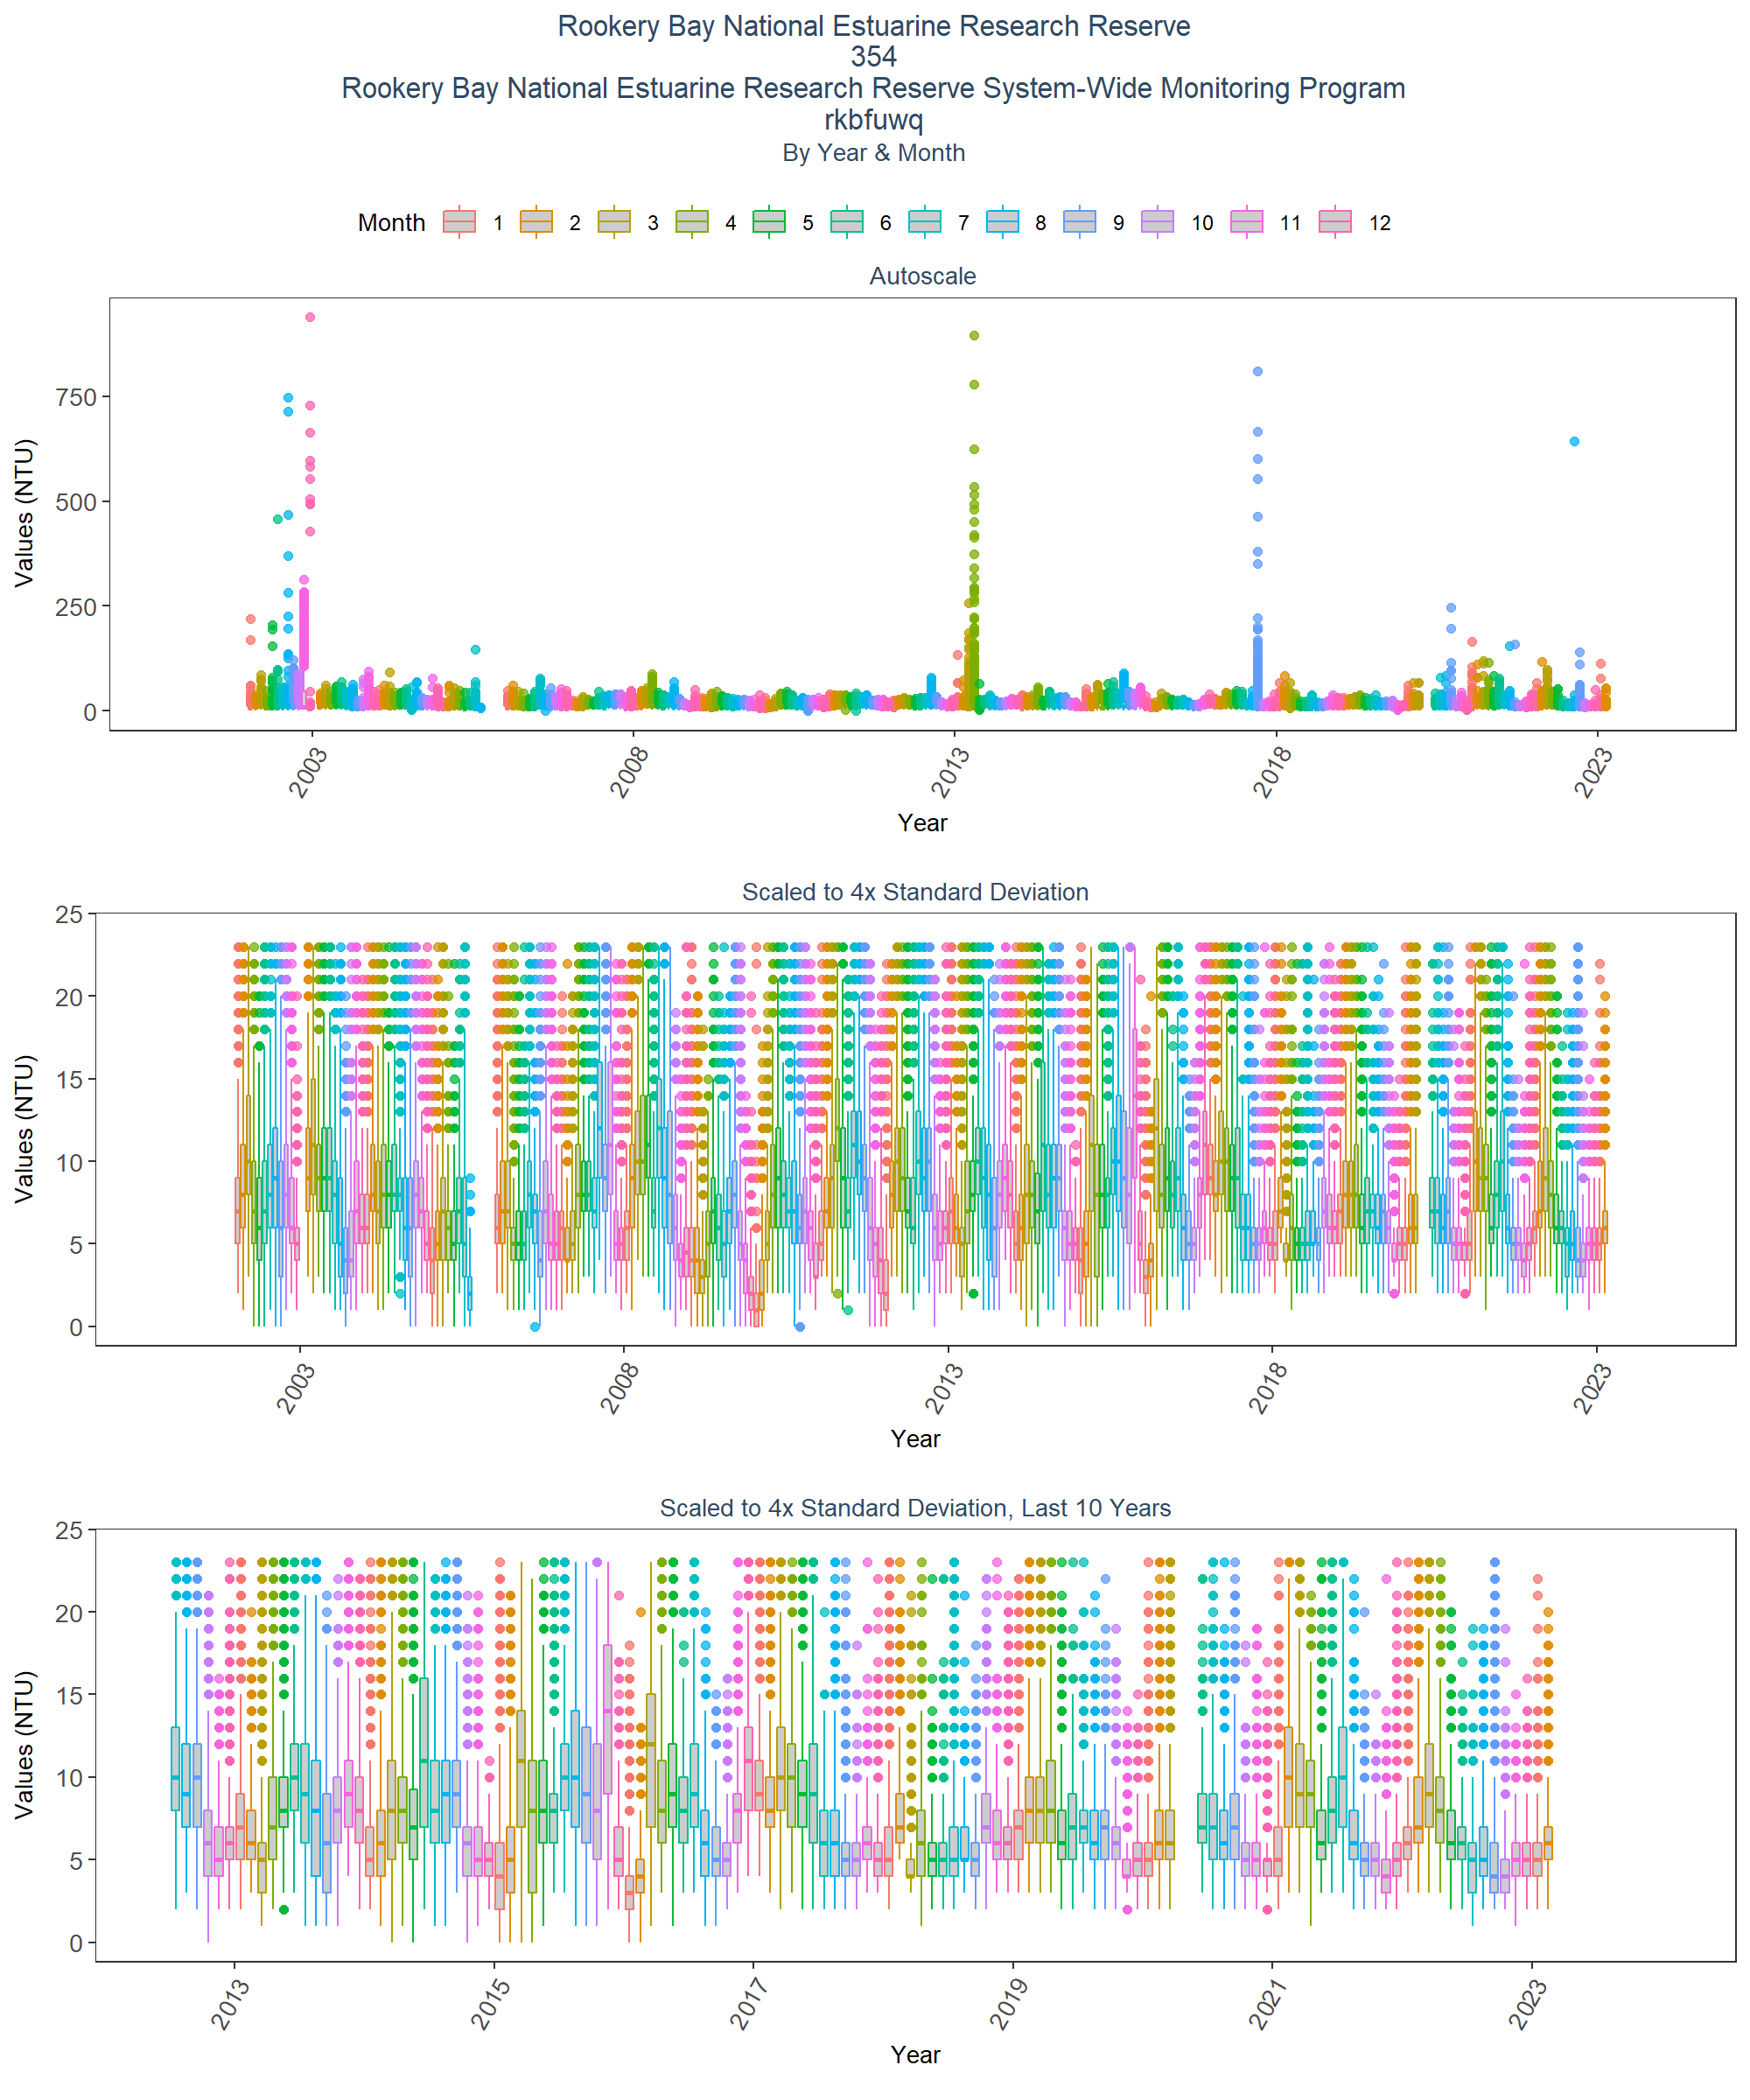 Rookery Bay National Estuarine Research Reserve
354
Rookery Bay National Estuarine Research Reserve System-Wide Monitoring Program
rkbfuwq
By Year & Month
Month 1 2 3 4 5 6 7 8 9 10 11 12
Autoscale
Values (NTU)
750
500
250
0
2003 2008 2013 2018 2023
Year
Scaled to 4x Standard Deviation
Values (NTU)
25
20
15
10
5
0
2003 2008 2013 2018 2023
Year
Scaled to 4x Standard Deviation, Last 10 Years
Values (NTU)
25
20
15
10
5
0
2013 2015 2017 2019 2021 2023
Year